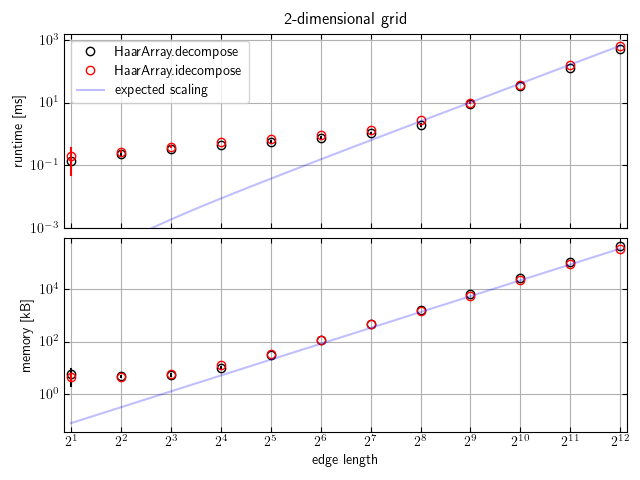 2-dimensional grid
HaarArray.decompose
HaarArray.idecompose
expected scaling
runtime [ms]
10³
10¹
10⁻¹
10⁻³
memory [kB]
10⁴
10²
10⁰
2¹ 2² 2³ 2⁴ 2⁵ 2⁶ 2⁷ 2⁸ 2⁹ 2¹⁰ 2¹¹ 2¹²
edge length